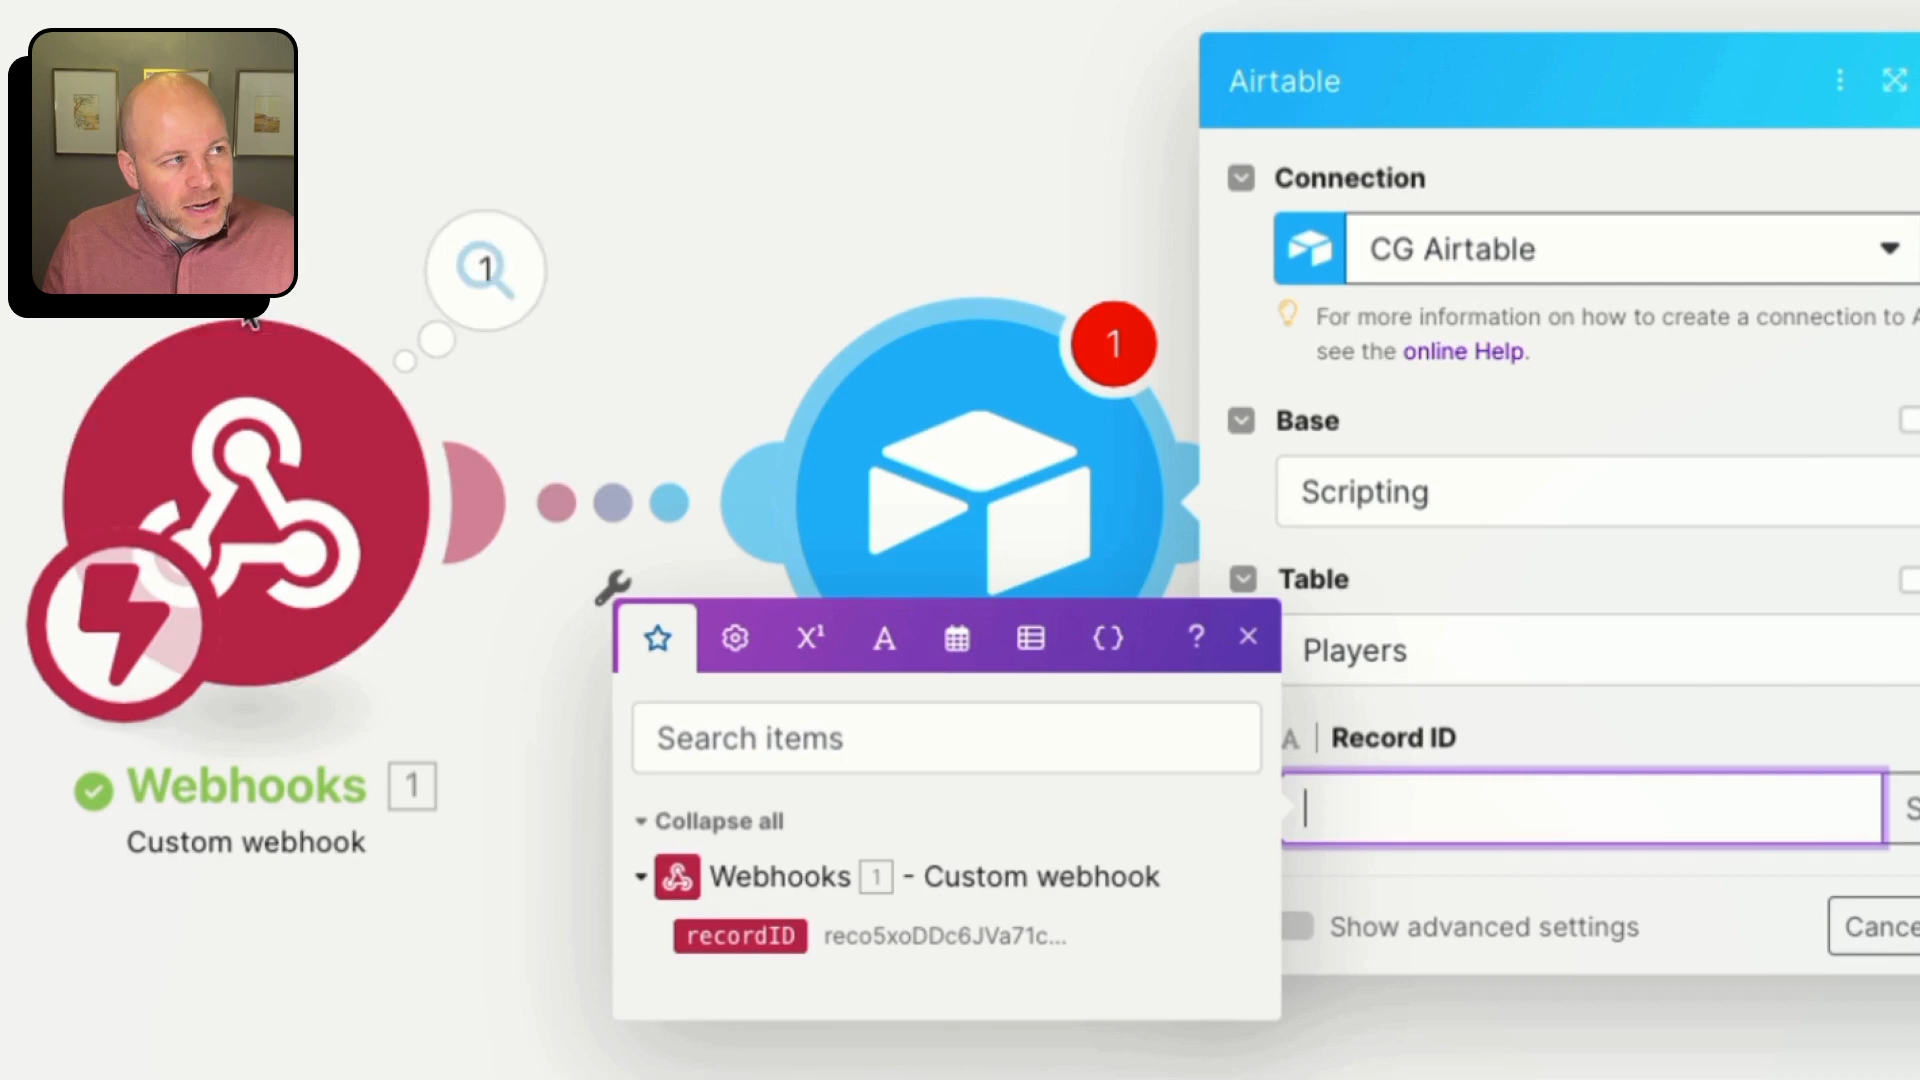 Airtable
Connection
CG Airtable
For more information on how to create a connection to
see the online Help.
Base
Scripting
Table
Players
A | Record ID
Show advanced settings
1
1
Webhooks 1
Custom webhook
X¹ A ? ×
Search items
Collapse all
Webhooks 1 - Custom webhook
recordID reco5xoDDc6JVa71c...